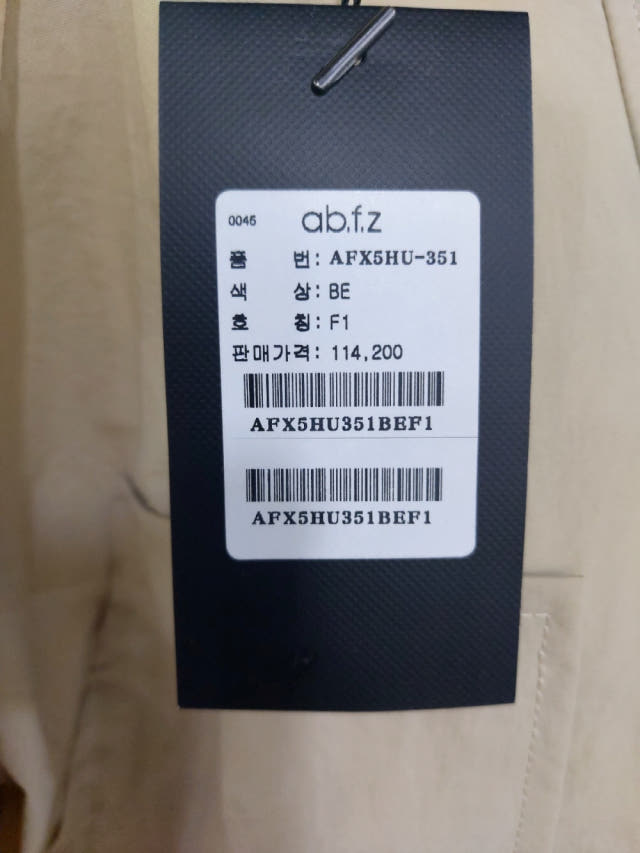 0046 ab.f.z
품 번: AFX5HU-351
색 상: BE
호 칭: F1
판매가격: 114,200
AFX5HU351BEF1
AFX5HU351BEF1